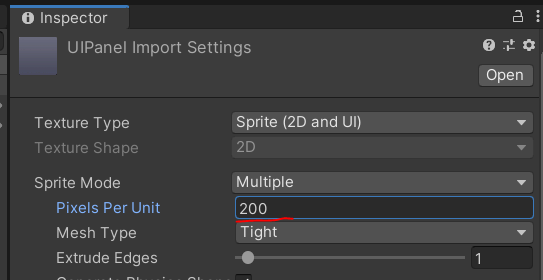 Inspector
UIPanel Import Settings
Open
Texture Type Sprite (2D and UI)
Texture Shape 2D
Sprite Mode Multiple
Pixels Per Unit 200
Mesh Type Tight
Extrude Edges 1
Generate Physics Shape